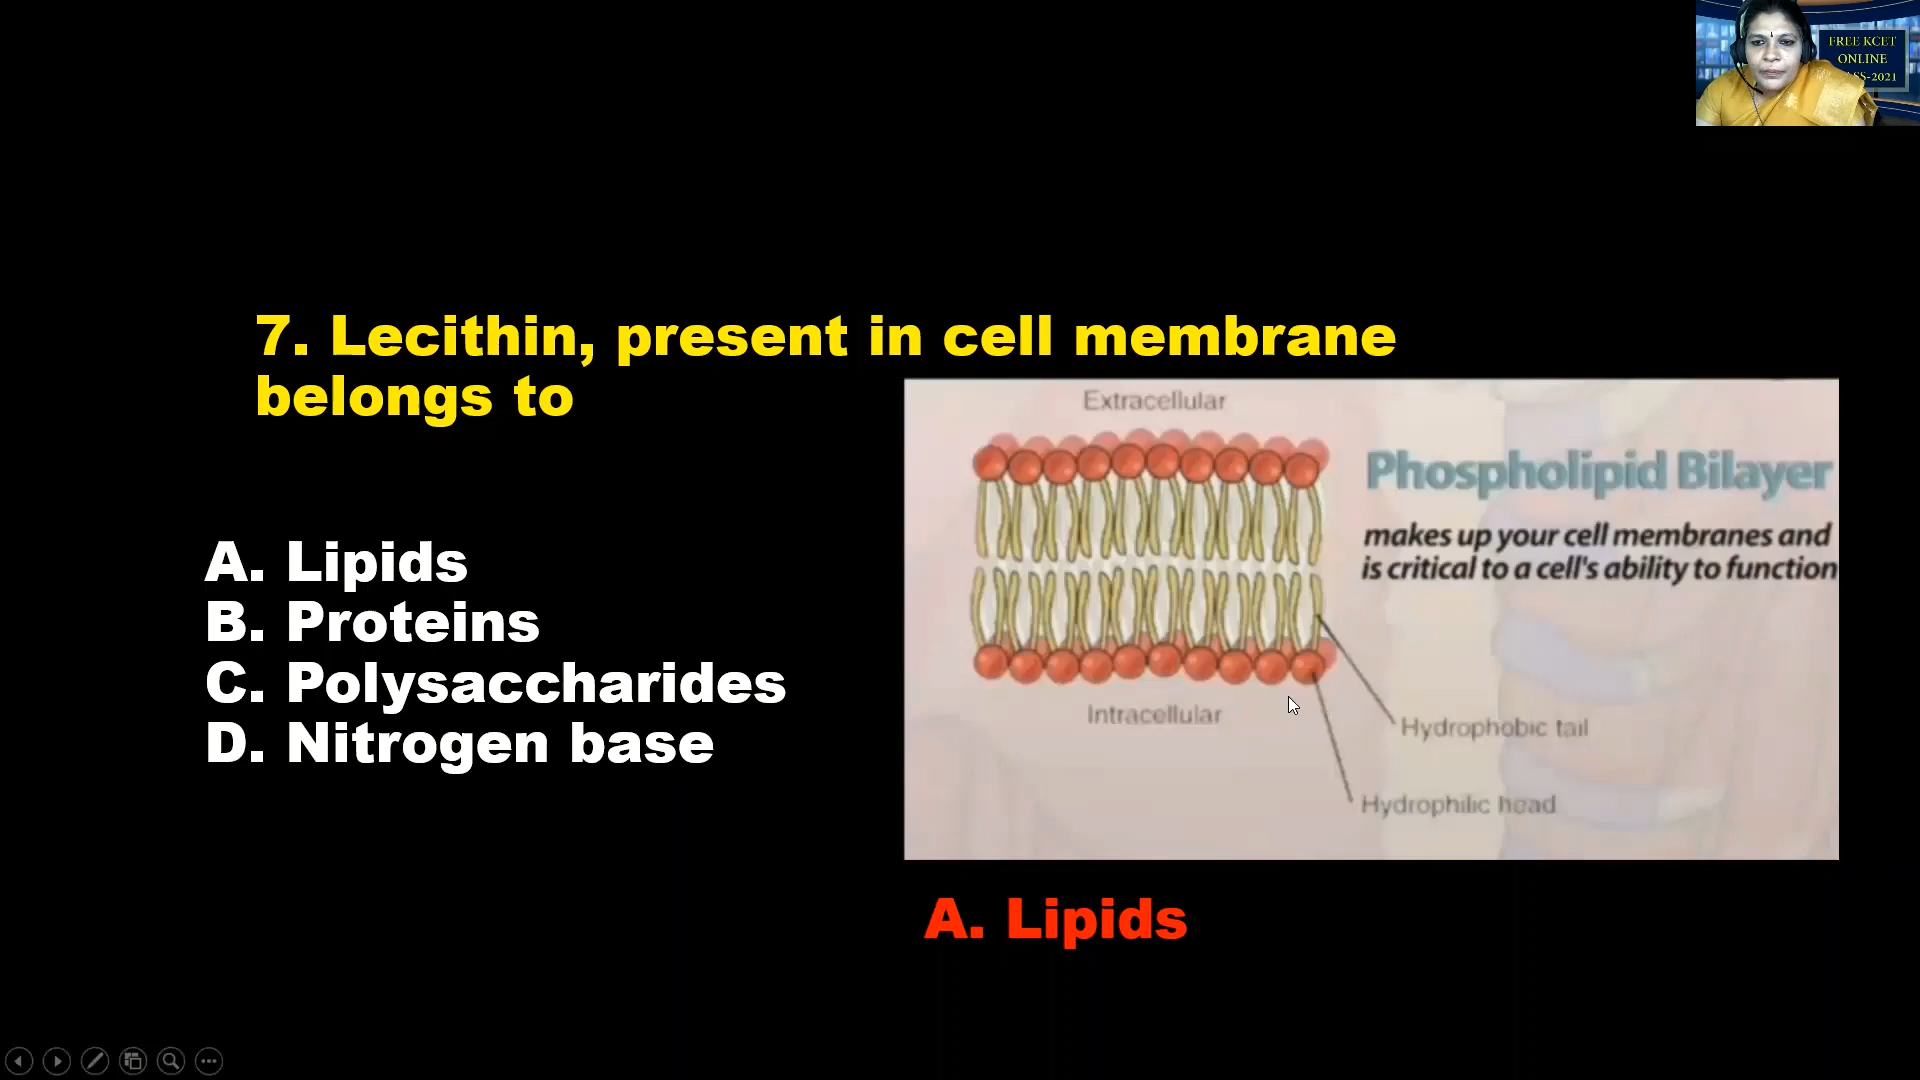 FREE KCET
ONLINE
SS-2021
7. Lecithin, present in cell membrane
belongs to
A. Lipids
B. Proteins
C. Polysaccharides
D. Nitrogen base
Extracellular
Phospholipid Bilayer
makes up your cell membranes and
is critical to a cell's ability to function
Intracellular
Hydrophobic tail
Hydrophilic head
A. Lipids